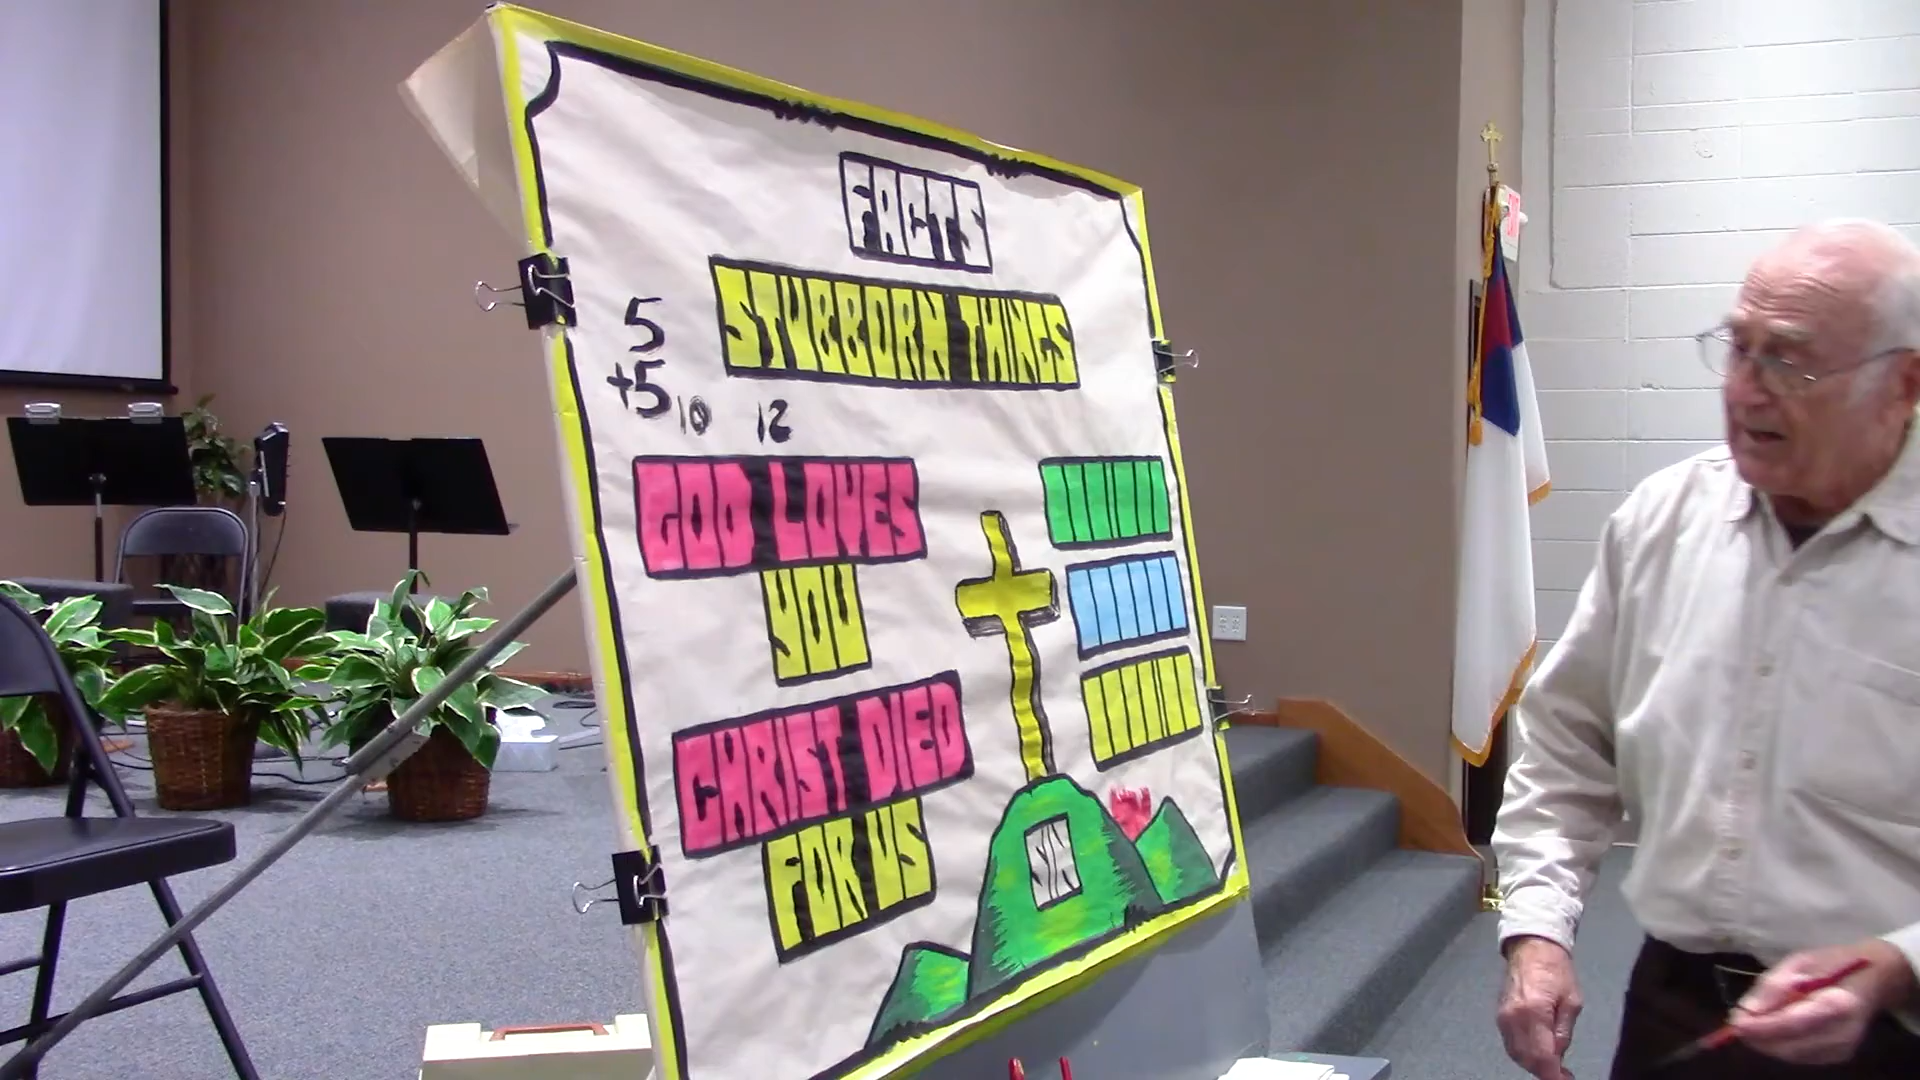 FACTS
STUBBORN THINGS
5
+5
10 12
GOD LOVES
YOU
CHRIST DIED
FOR US
SIN